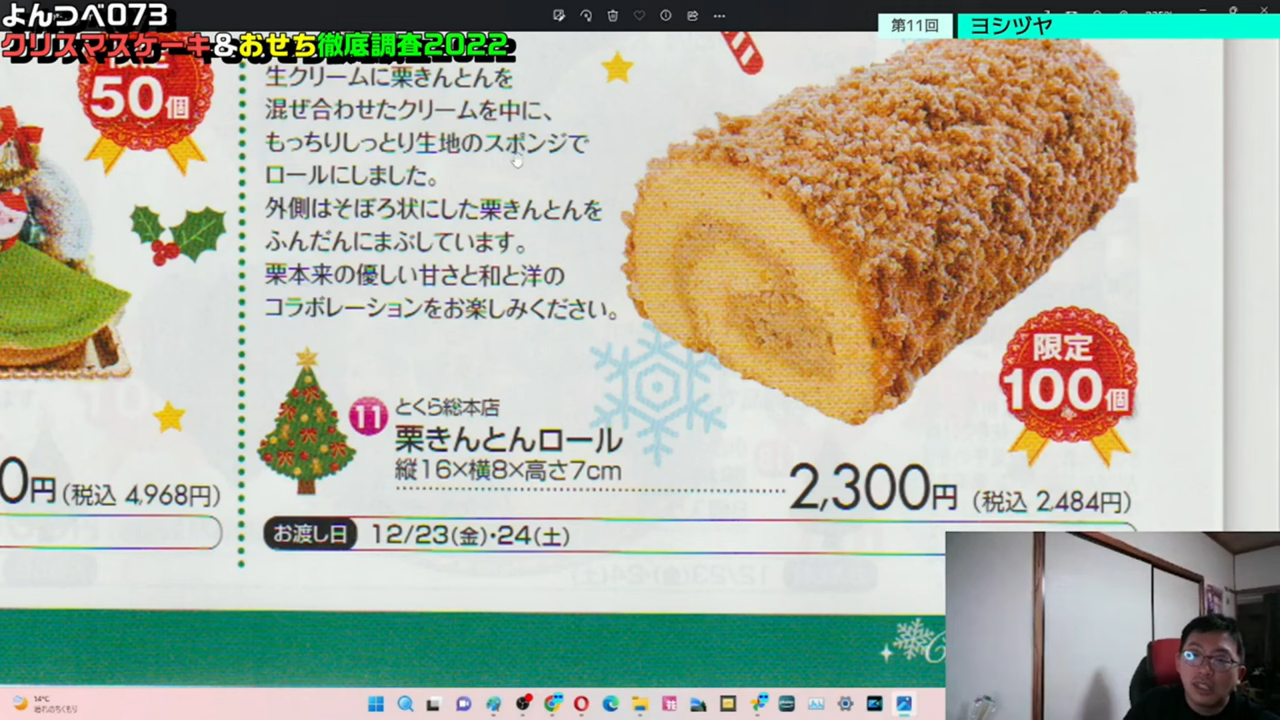 よんつべ073
クリスマスケーキ&おせち徹底調査2022
第11回 ヨシヅヤ
50個
生クリームに栗きんとんを
混ぜ合わせたクリームを中に、
もっちりしっとり生地のスポンジで
ロールにしました。
外側はそぼろ状にした栗きんとんを
ふんだんにまぶしています。
栗本来の優しい甘さと和と洋の
コラボレーションをお楽しみください。
限定
100個
11 とくら総本店
栗きんとんロール
縦16×横8×高さ7cm
2,300円 (税込 2,484円)
0円 (税込 4,968円)
お渡し日 12/23(金)・24(土)
14℃
晴れのちくもり